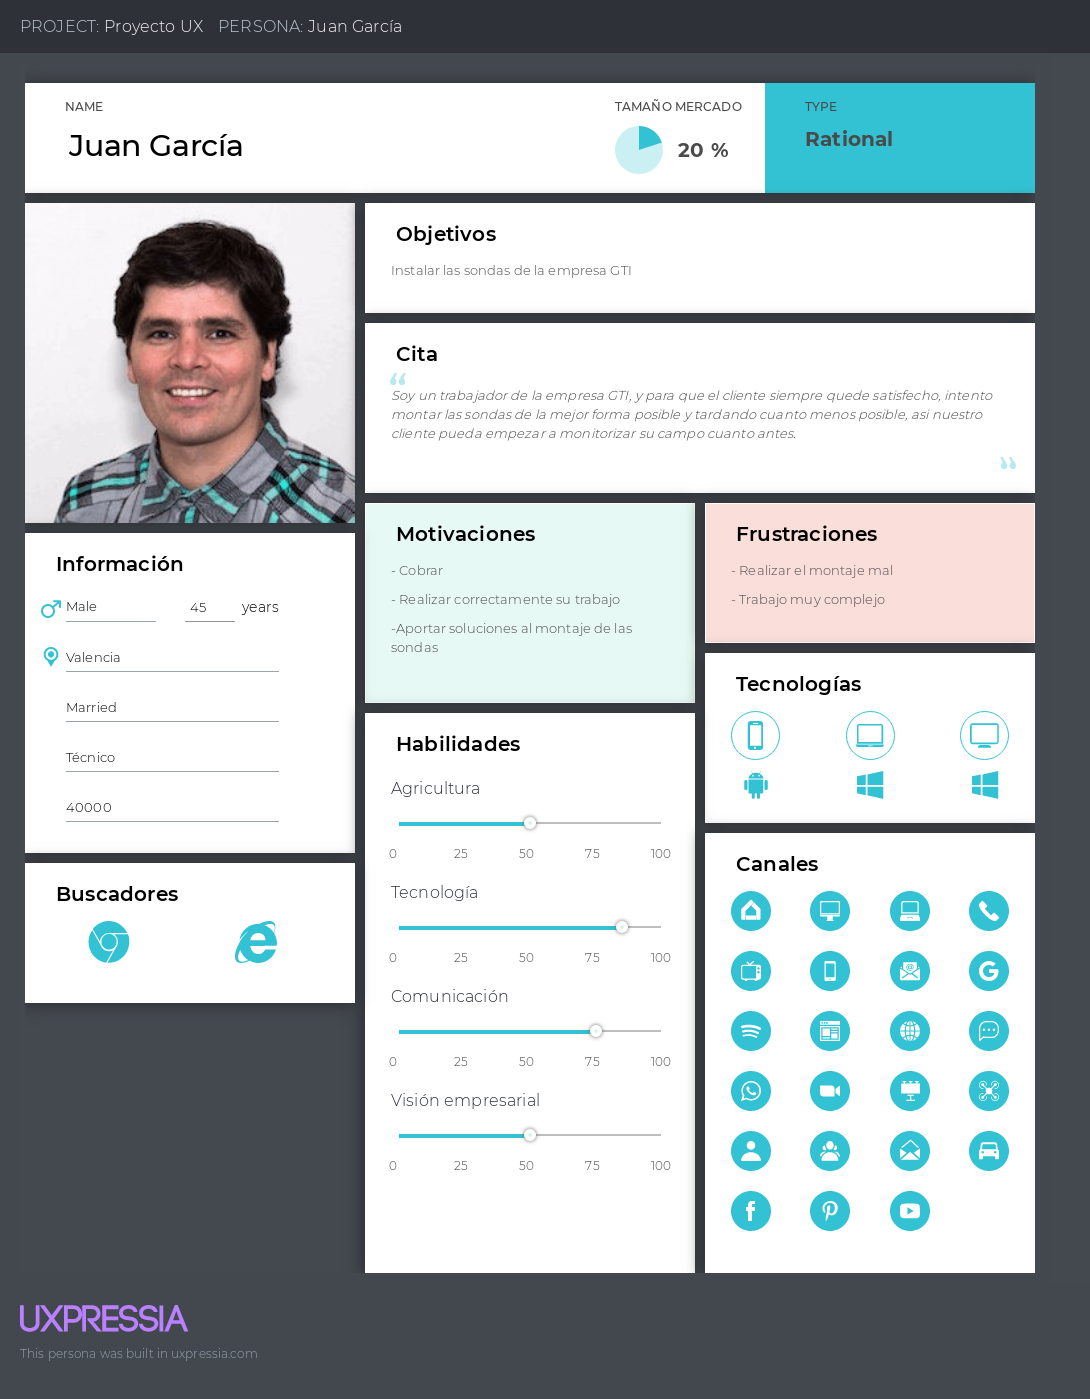 PROJECT: Proyecto UX PERSONA: Juan García
NAME
Juan García
TAMAÑO MERCADO
20 %
TYPE
Rational
Objetivos
Instalar las sondas de la empresa GTI
Cita
“
Soy un trabajador de la empresa GTI, y para que el cliente siempre quede satisfecho, intento
montar las sondas de la mejor forma posible y tardando cuanto menos posible, asi nuestro
cliente pueda empezar a monitorizar su campo cuanto antes.
”
Información
Male 45 years
Valencia
Married
Técnico
40000
Buscadores
Motivaciones
- Cobrar
- Realizar correctamente su trabajo
-Aportar soluciones al montaje de las
sondas
Frustraciones
- Realizar el montaje mal
- Trabajo muy complejo
Habilidades
Agricultura
0 25 50 75 100
Tecnología
0 25 50 75 100
Comunicación
0 25 50 75 100
Visión empresarial
0 25 50 75 100
Tecnologías
Canales
UXPRESSIA
This persona was built in uxpressia.com